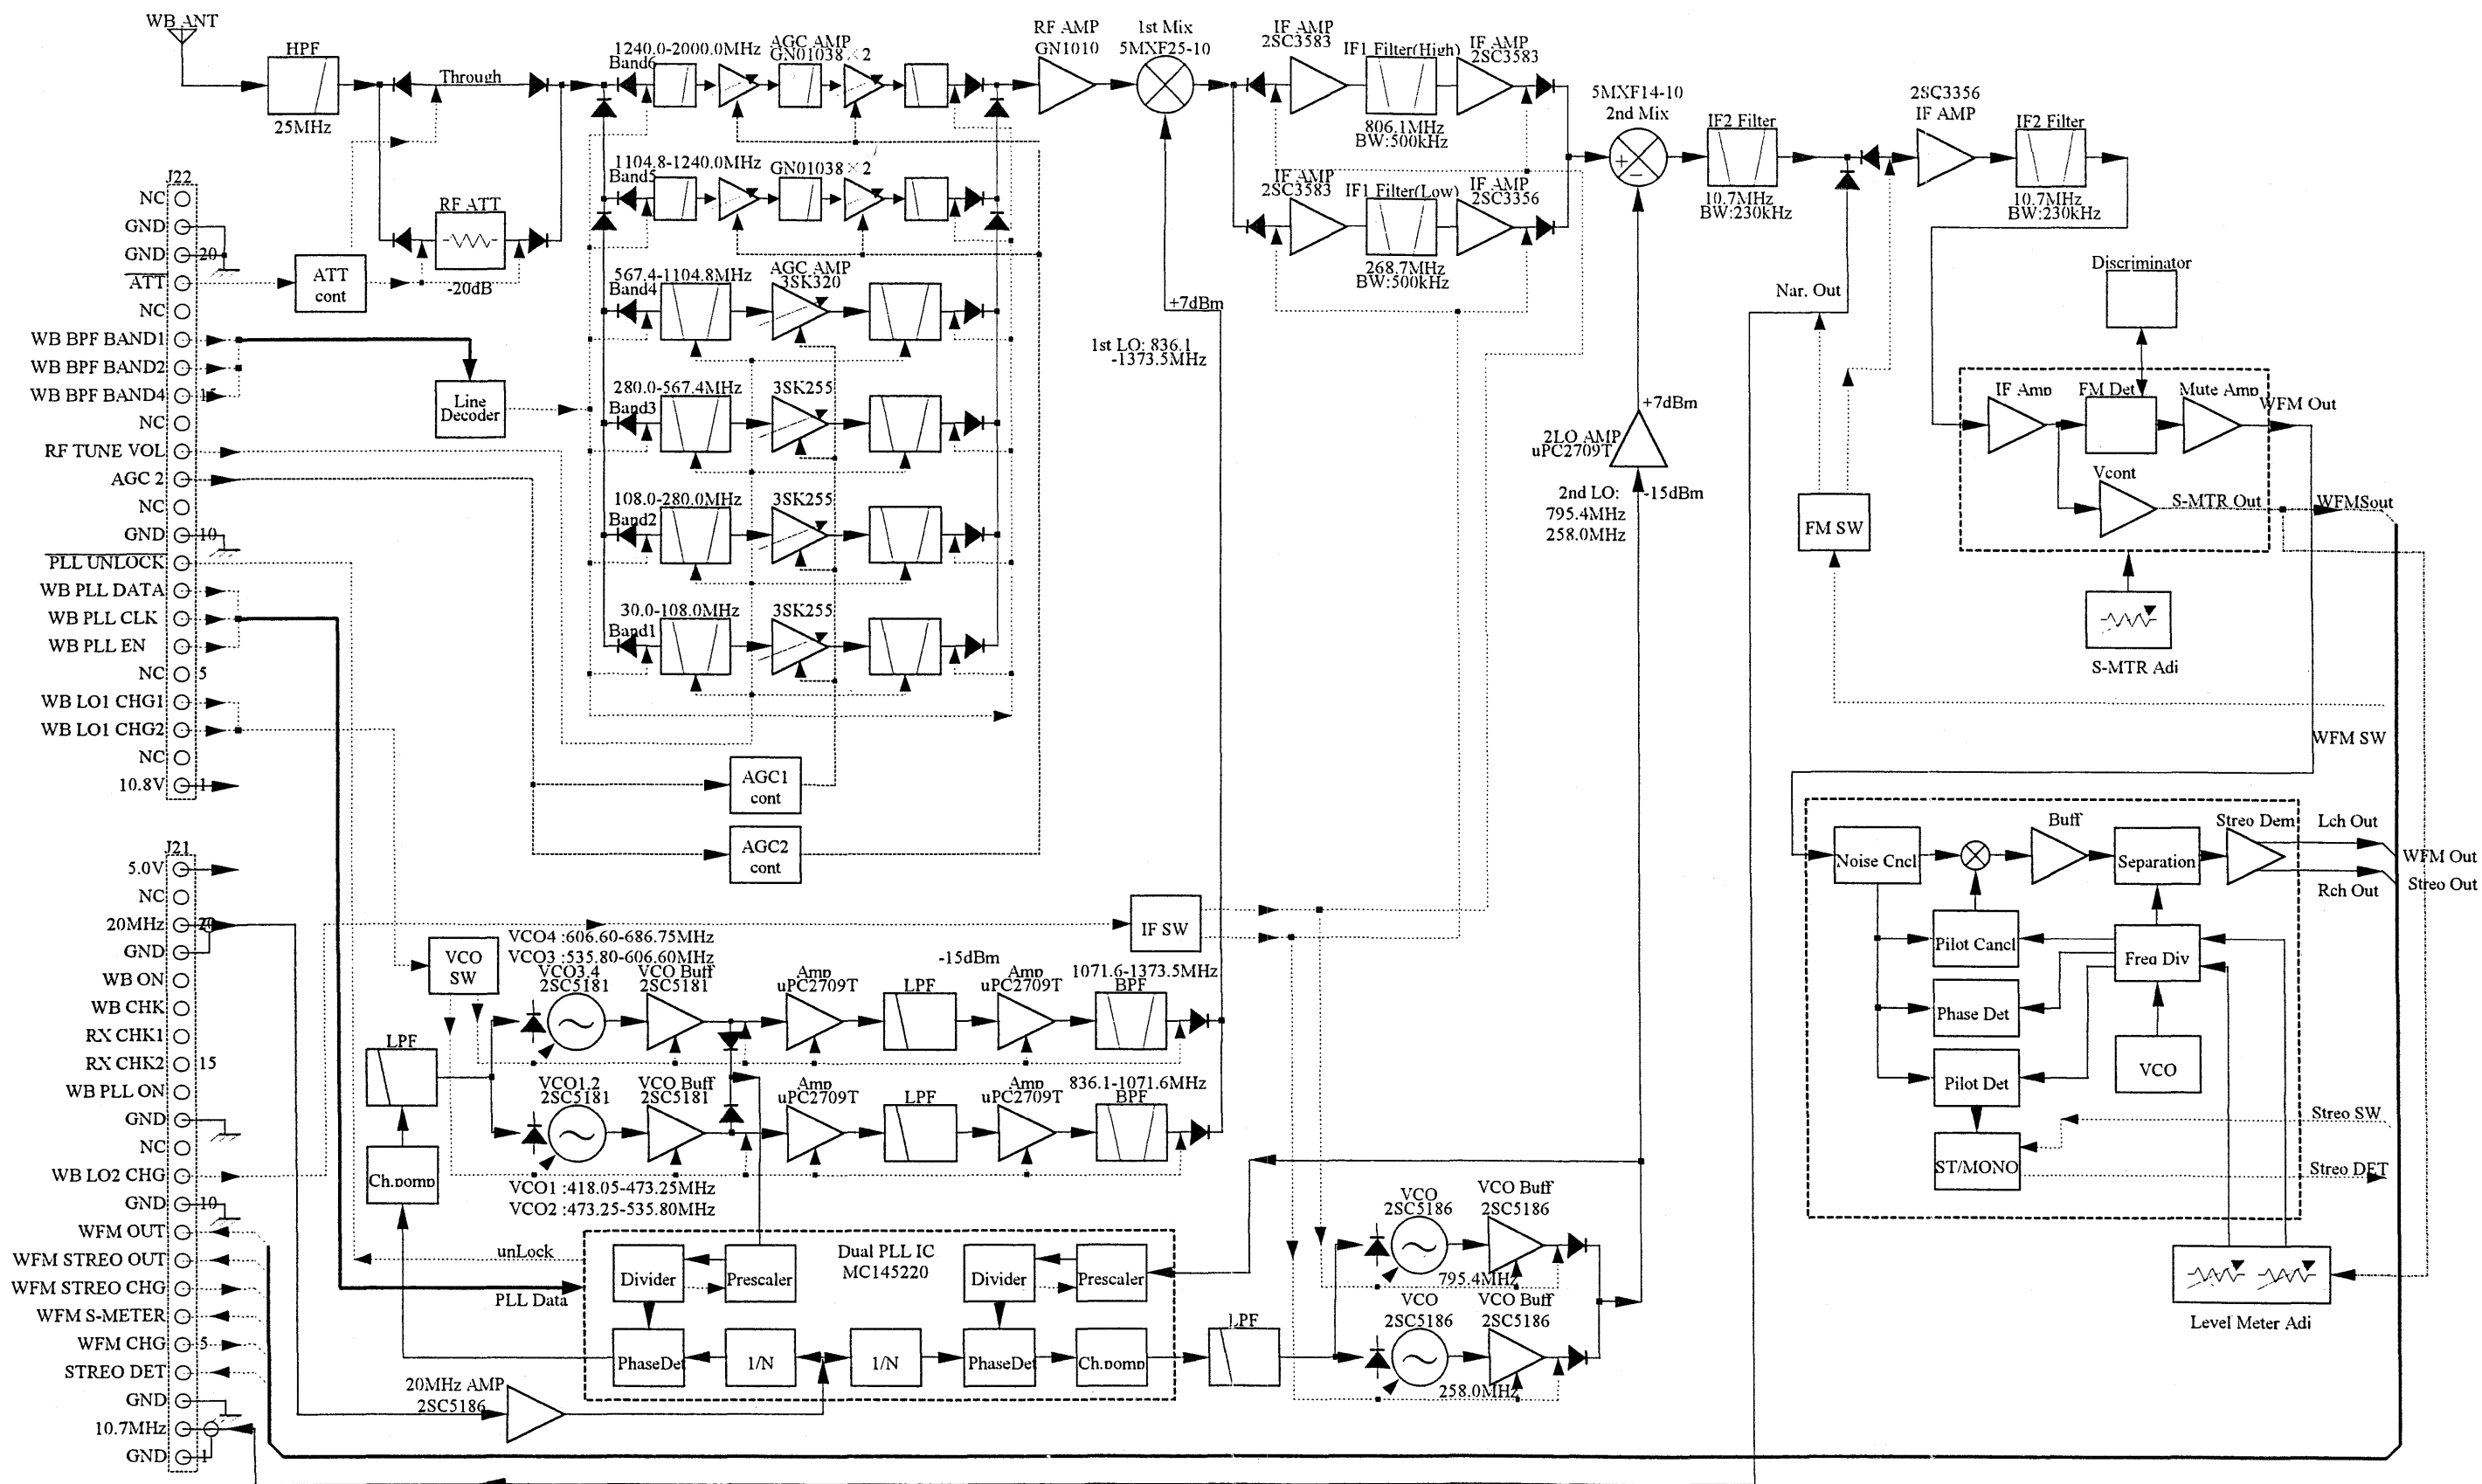 WB ANT
HPF
25MHz
Through
RF ATT
-20dB
ATT
cont
1240.0-2000.0MHz
Band6
AGC AMP
GN01038×2
RF AMP
GN1010
1st Mix
5MXF25-10
IF AMP
2SC3583
IF1 Filter(High)
IF AMP
2SC3583
806.1MHz
BW:500kHz
1104.8-1240.0MHz
Band5
GN01038×2
IF AMP
2SC3583
IF1 Filter(Low)
IF AMP
2SC3356
268.7MHz
BW:500kHz
5MXF14-10
2nd Mix
IF2 Filter
10.7MHz
BW:230kHz
2SC3356
IF AMP
IF2 Filter
10.7MHz
BW:230kHz
567.4-1104.8MHz
Band4
AGC AMP
3SK320
280.0-567.4MHz
Band3
3SK255
108.0-280.0MHz
Band2
3SK255
30.0-108.0MHz
Band1
3SK255
Line
Decoder
AGC1
cont
AGC2
cont
+7dBm
1st LO: 836.1
-1373.5MHz
+7dBm
2LO AMP
uPC2709T
2nd LO:
795.4MHz
258.0MHz
-15dBm
Nar. Out
FM SW
Discriminator
IF Amp
FM Det
Mute Amp
WFM Out
Vcont
S-MTR Out
WFMSout
S-MTR Adj
WFM SW
J22
NC
GND
GND
20
ATT
NC
WB BPF BAND1
WB BPF BAND2
WB BPF BAND4
15
NC
RF TUNE VOL
AGC 2
NC
GND
10
PLL UNLOCK
WB PLL DATA
WB PLL CLK
WB PLL EN
NC
5
WB LO1 CHG1
WB LO1 CHG2
NC
10.8V
1
J21
5.0V
NC
20MHz
20
GND
WB ON
WB CHK
RX CHK1
RX CHK2
15
WB PLL ON
GND
NC
WB LO2 CHG
GND
10
WFM OUT
WFM STREO OUT
WFM STREO CHG
WFM S-METER
WFM CHG
5
STREO DET
GND
10.7MHz
GND
1
VCO
SW
VCO4 :606.60-686.75MHz
VCO3 :535.80-606.60MHz
VCO3.4
2SC5181
VCO Buff
2SC5181
Amp
uPC2709T
LPF
-15dBm
Amp
uPC2709T
1071.6-1373.5MHz
BPF
IF SW
LPF
VCO1.2
2SC5181
VCO Buff
2SC5181
Amp
uPC2709T
LPF
Amp
uPC2709T
836.1-1071.6MHz
BPF
VCO1 :418.05-473.25MHz
VCO2 :473.25-535.80MHz
Ch.pomp
unLock
PLL Data
Divider
Prescaler
Dual PLL IC
MC145220
Divider
Prescaler
PhaseDet
1/N
1/N
PhaseDet
Ch.pomp
LPF
20MHz AMP
2SC5186
VCO
2SC5186
VCO Buff
2SC5186
795.4MHz
VCO
2SC5186
VCO Buff
2SC5186
258.0MHz
Noise Cncl
Buff
Separation
Streo Dem
Lch Out
WFM Out
Rch Out
Streo Out
Pilot Cancl
Freq Div
Phase Det
Pilot Det
VCO
ST/MONO
Streo SW
Streo DET
Level Meter Adj